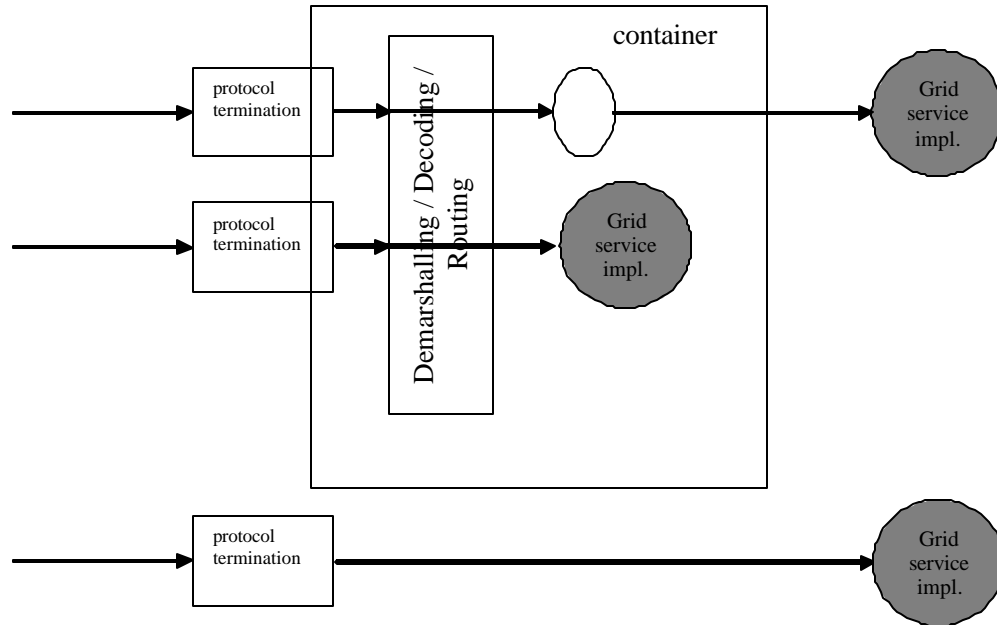 container
protocol
termination
Grid
service
impl.
Demarshalling / Decoding /
Routing
protocol
termination
Grid
service
impl.
protocol
termination
Grid
service
impl.